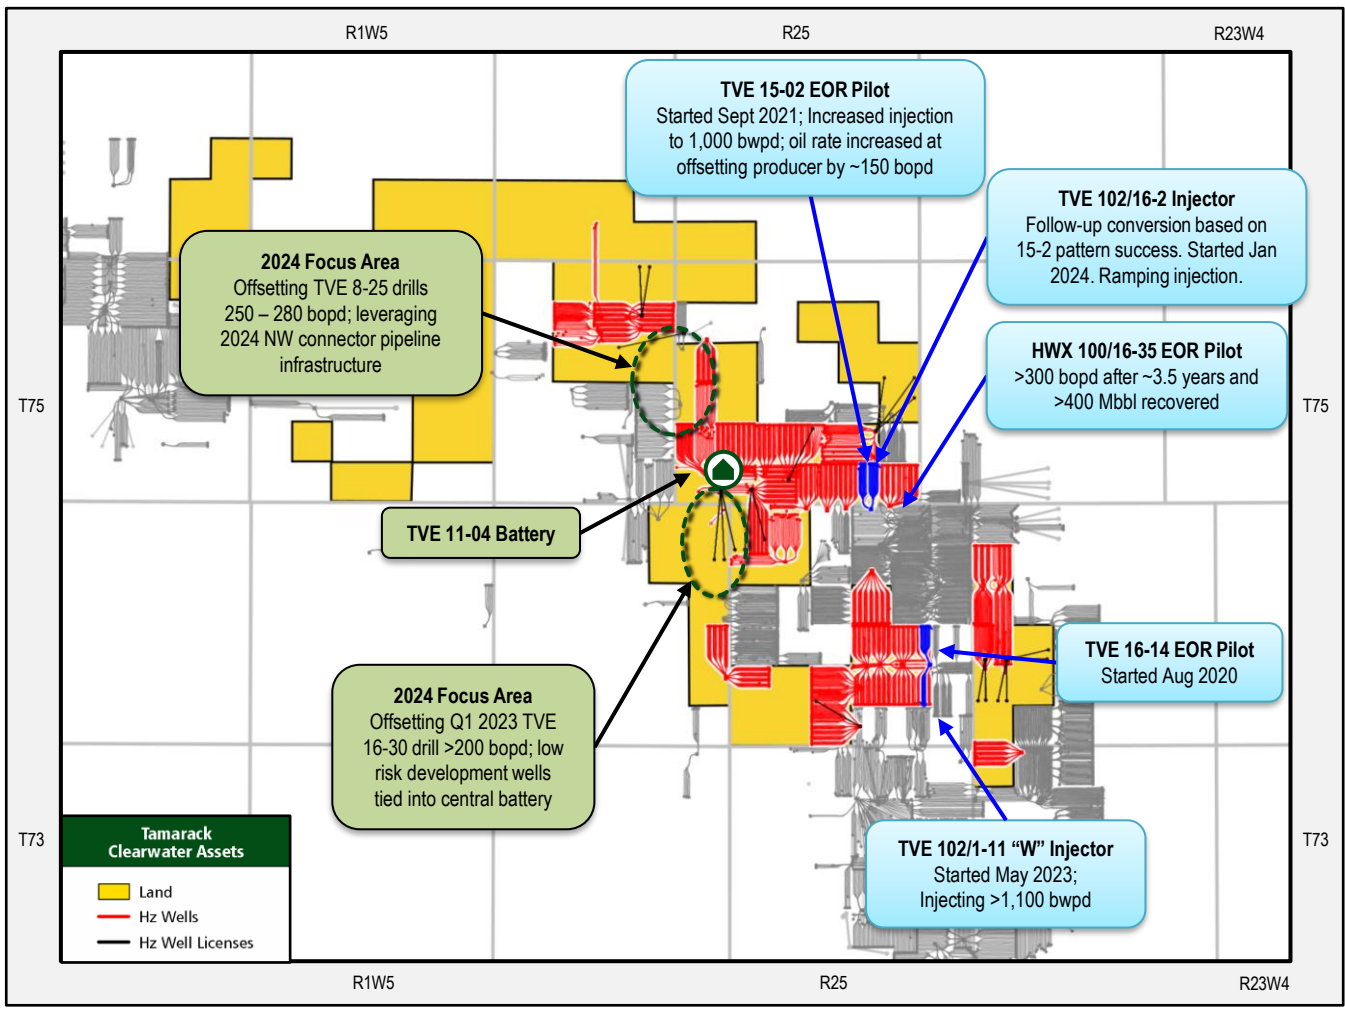 R1W5
R25
R23W4
TVE 15-02 EOR Pilot
Started Sept 2021; Increased injection
to 1,000 bwpd; oil rate increased at
offsetting producer by ~150 bopd
TVE 102/16-2 Injector
Follow-up conversion based on
15-2 pattern success. Started Jan
2024. Ramping injection.
2024 Focus Area
Offsetting TVE 8-25 drills
250 – 280 bopd; leveraging
2024 NW connector pipeline
infrastructure
HWX 100/16-35 EOR Pilot
>300 bopd after ~3.5 years and
>400 Mbbl recovered
T75
T75
TVE 11-04 Battery
TVE 16-14 EOR Pilot
Started Aug 2020
2024 Focus Area
Offsetting Q1 2023 TVE
16-30 drill >200 bopd; low
risk development wells
tied into central battery
TVE 102/1-11 “W” Injector
Started May 2023;
Injecting >1,100 bwpd
T73
T73
Tamarack
Clearwater Assets
Land
Hz Wells
Hz Well Licenses
R1W5
R25
R23W4